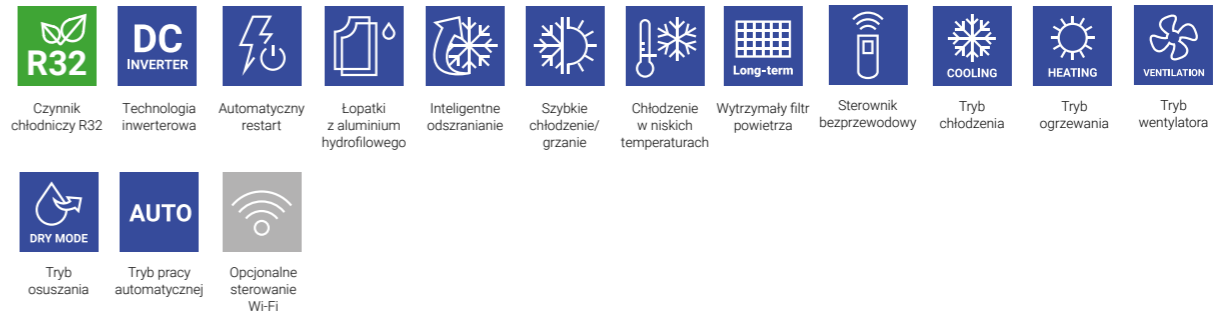 R32
Czynnik
chłodniczy R32
DC
INVERTER
Technologia
inwerterowa
Automatyczny
restart
Łopatki
z aluminium
hydrofilowego
Inteligentne
odszranianie
Szybkie
chłodzenie/
grzanie
Chłodzenie
w niskich
temperaturach
Long-term
Wytrzymały filtr
powietrza
Sterownik
bezprzewodowy
COOLING
Tryb
chłodzenia
HEATING
Tryb
ogrzewania
VENTILATION
Tryb
wentylatora
DRY MODE
Tryb
osuszania
AUTO
Tryb pracy
automatycznej
Opcjonalne
sterowanie
Wi-Fi